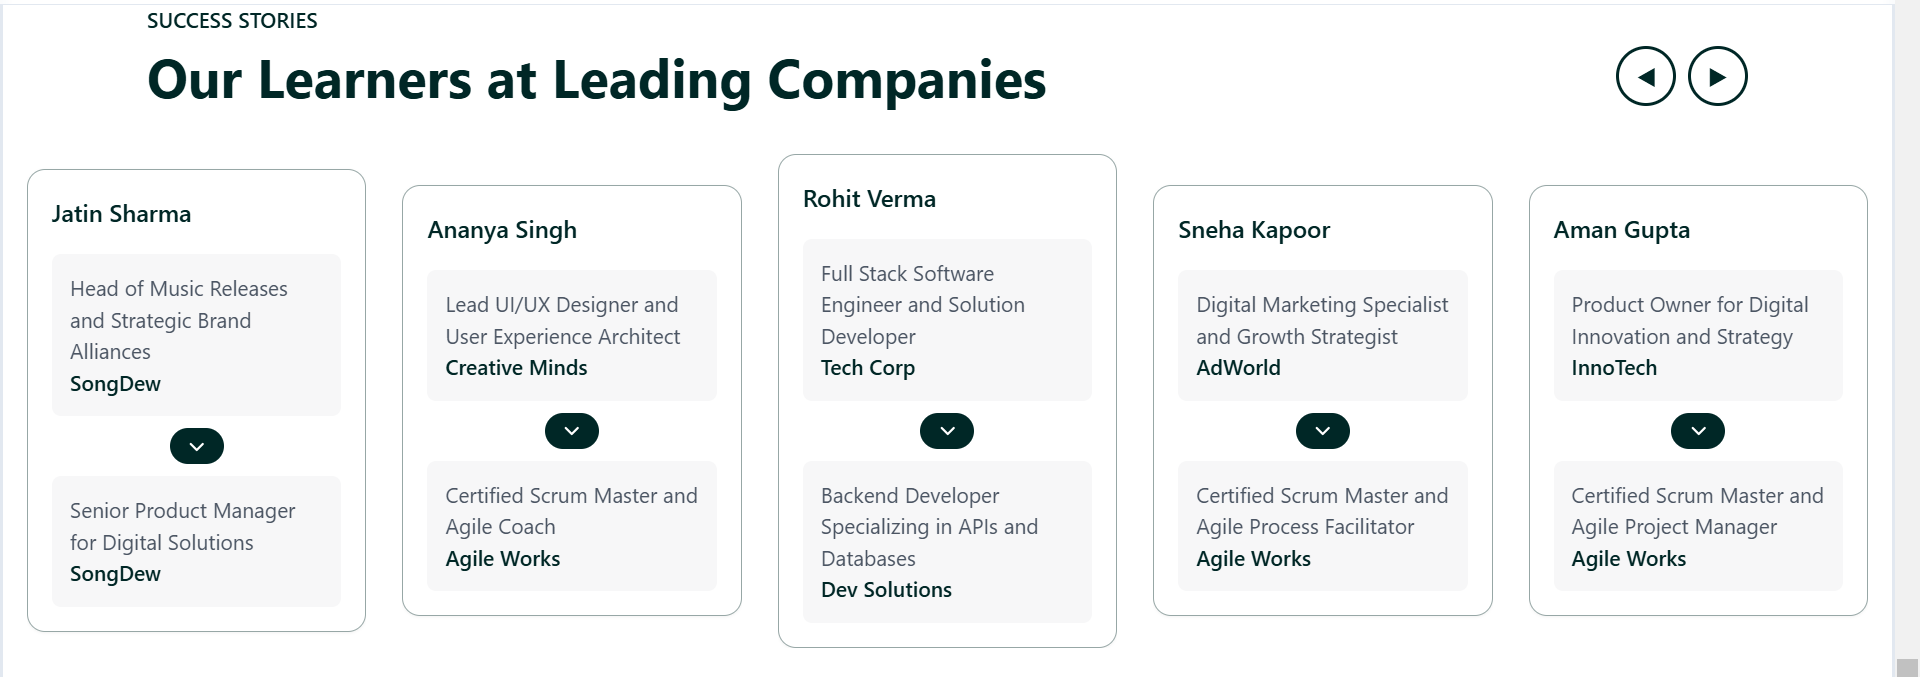 SUCCESS STORIES
Our Learners at Leading Companies
Jatin Sharma
Head of Music Releases
and Strategic Brand
Alliances
SongDew
Senior Product Manager
for Digital Solutions
SongDew
Ananya Singh
Lead UI/UX Designer and
User Experience Architect
Creative Minds
Certified Scrum Master and
Agile Coach
Agile Works
Rohit Verma
Full Stack Software
Engineer and Solution
Developer
Tech Corp
Backend Developer
Specializing in APIs and
Databases
Dev Solutions
Sneha Kapoor
Digital Marketing Specialist
and Growth Strategist
AdWorld
Certified Scrum Master and
Agile Process Facilitator
Agile Works
Aman Gupta
Product Owner for Digital
Innovation and Strategy
InnoTech
Certified Scrum Master and
Agile Project Manager
Agile Works